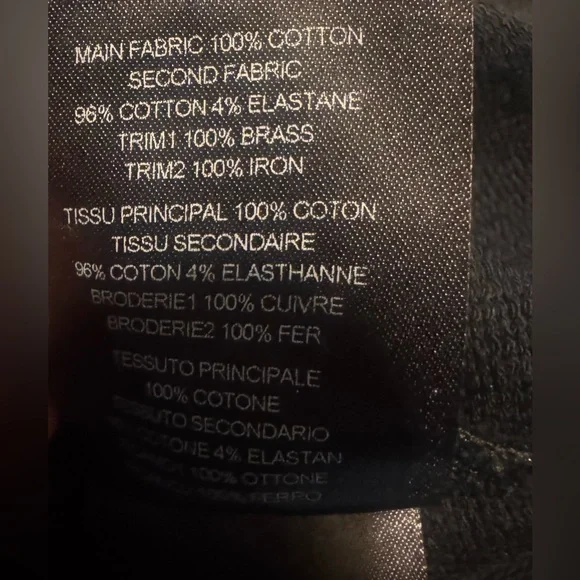 MAIN FABRIC 100% COTTON
SECOND FABRIC
96% COTTON 4% ELASTANE
TRIM1 100% BRASS
TRIM2 100% IRON
TISSU PRINCIPAL 100% COTON
TISSU SECONDAIRE
96% COTON 4% ELASTHANNE
BRODERIE1 100% CUIVRE
BRODERIE2 100% FER
TESSUTO PRINCIPALE
100% COTONE
TESSUTO SECONDARIO
COTONE 4% ELASTAN
100% OTTONE
100% FERRO